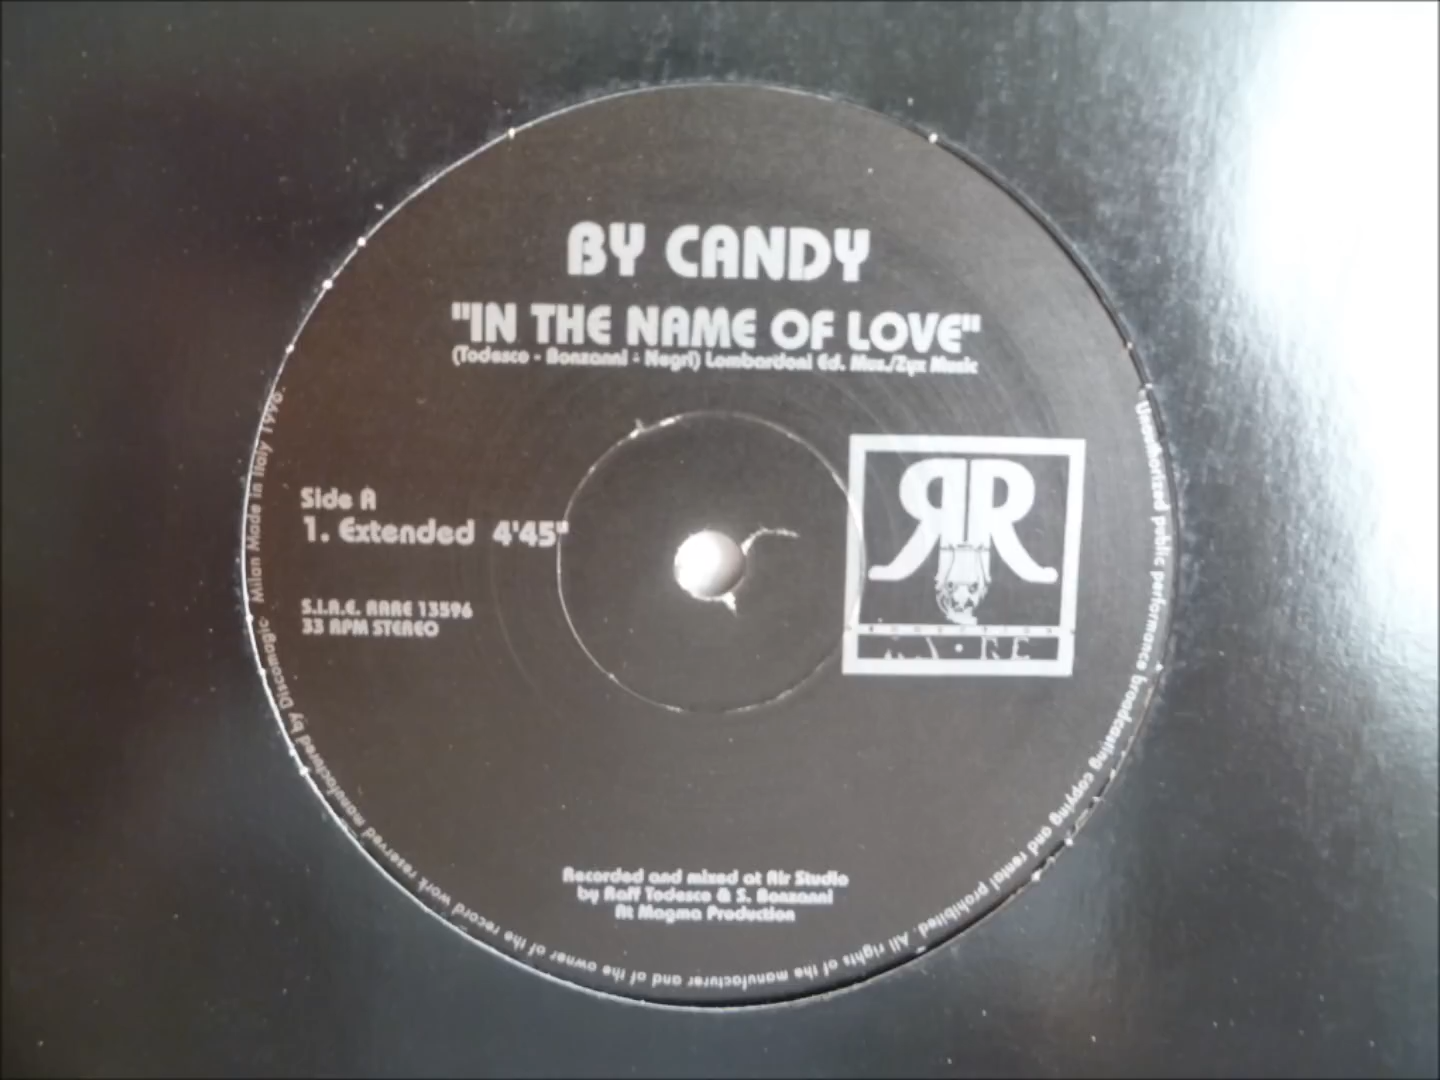 BY CANDY
"IN THE NAME OF LOVE"
(Todesco - Bonzanni - Negri) Lombardoni Ed. Mus./Zyx Music
RR
Side A
1. Extended 4'45"
S.I.A.E. RARE 13596
33 RPM STEREO
Recorded and mixed at Air Studio
by Raff Todesco & S. Bonzanni
At Magma Production
Unauthorized public performance broadcasting copying and rental prohibited. All rights of the manufacturer and of the owner of the record work reserved manufactured by Discomagic Milan Made in Italy 1996.